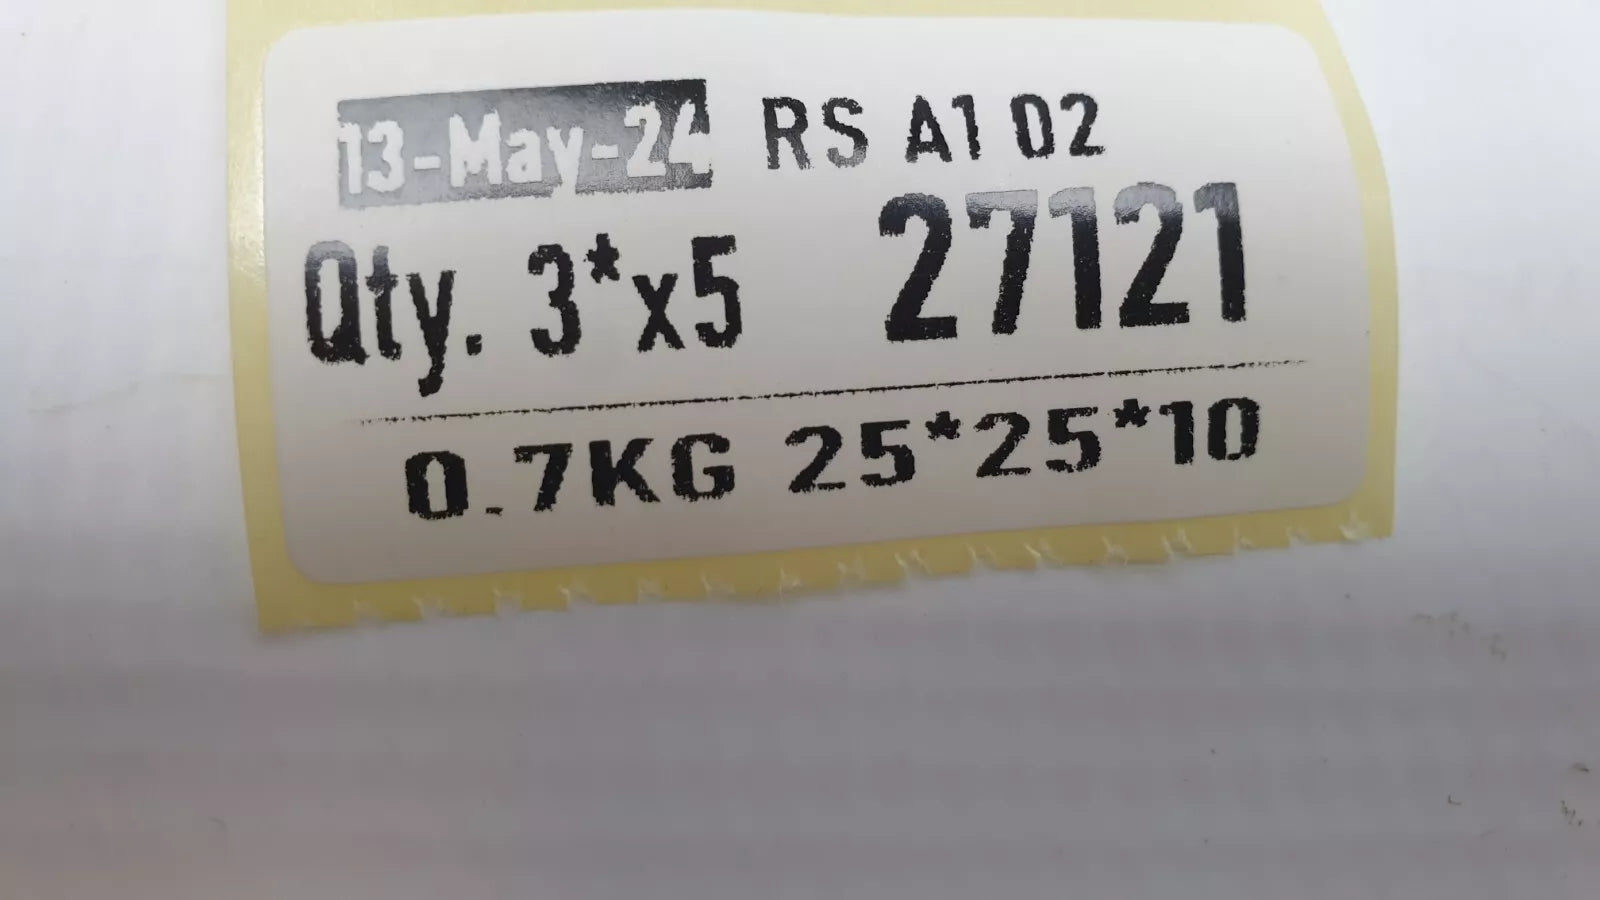 13-May-24 RS A1 02
Qty. 3*x5 27121
0.7KG 25*25*10